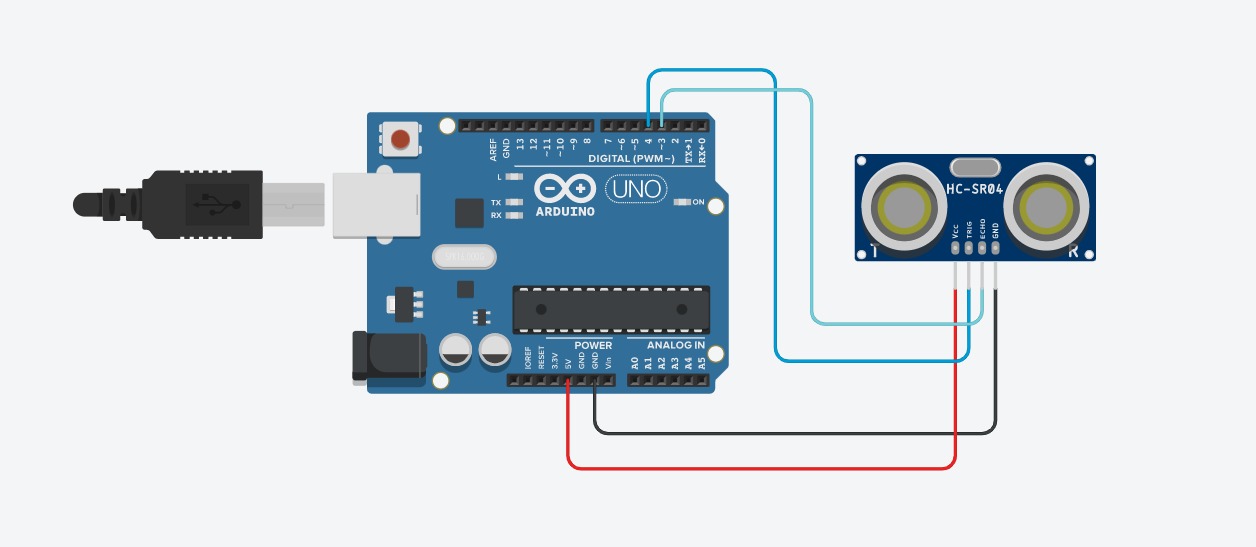 AREF
GND
13
12
~11
~10
~9
8
7
~6
~5
4
~3
2
TX→1
RX←0
DIGITAL (PWM~)
L
TX
RX
ARDUINO
UNO
ON
HC-SR04
VCC
TRIG
ECHO
GND
T
R
POWER
ANALOG IN
IOREF
RESET
3.3V
5V
GND
GND
Vin
A0
A1
A2
A3
A4
A5